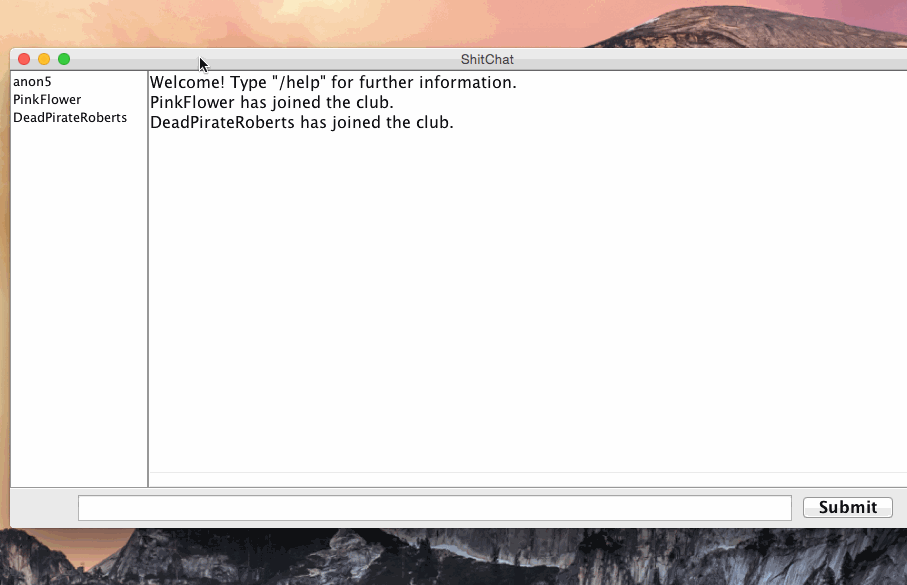 ShitChat
anon5
PinkFlower
DeadPirateRoberts
Welcome! Type "/help" for further information.
PinkFlower has joined the club.
DeadPirateRoberts has joined the club.
Submit